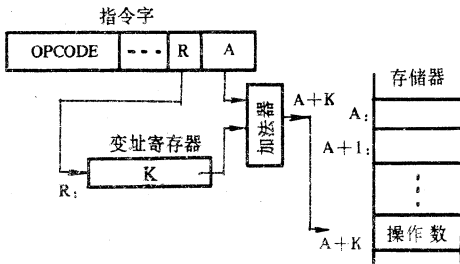 指令字
OPCODE --- R A
存储器
A+K
A:
加法器
A+1:
变址寄存器
K
R:
⋮
A+K
操作数